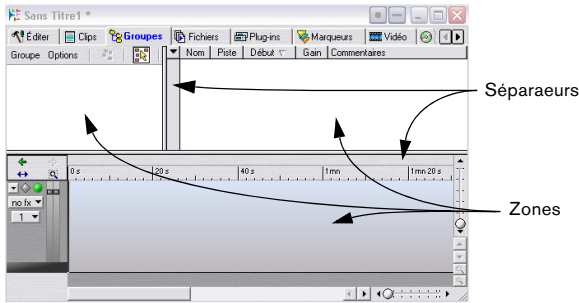 Sans Titre1 *
Éditer Clips Groupes Fichiers Plug-ins Marqueurs Vidéo
Groupe Options Nom Piste Début Gain Commentaires
Séparaeurs
0 s 20 s 40 s 1mn 1mn 20 s
no fx
1
Zones